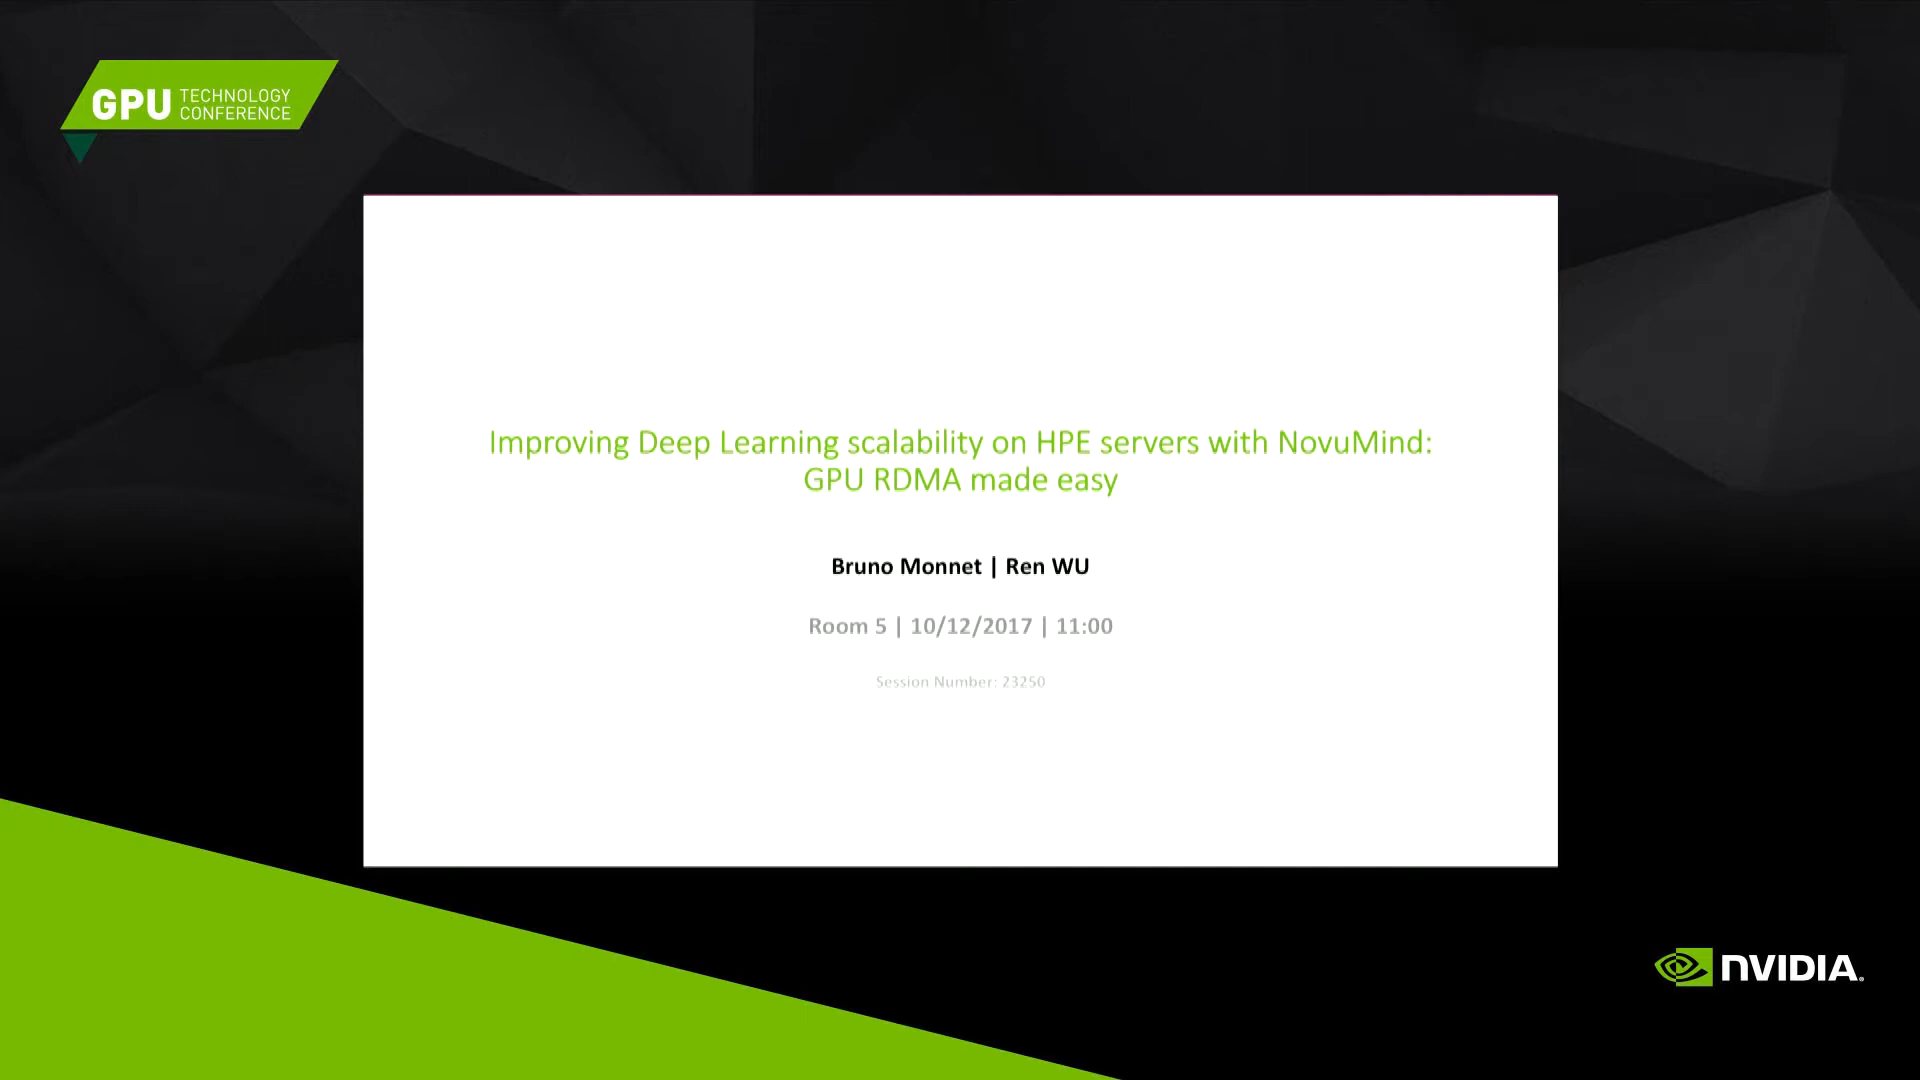 GPU TECHNOLOGY
CONFERENCE
Improving Deep Learning scalability on HPE servers with NovuMind:
GPU RDMA made easy
Bruno Monnet | Ren WU
Room 5 | 10/12/2017 | 11:00
Session Number: 23250
NVIDIA.